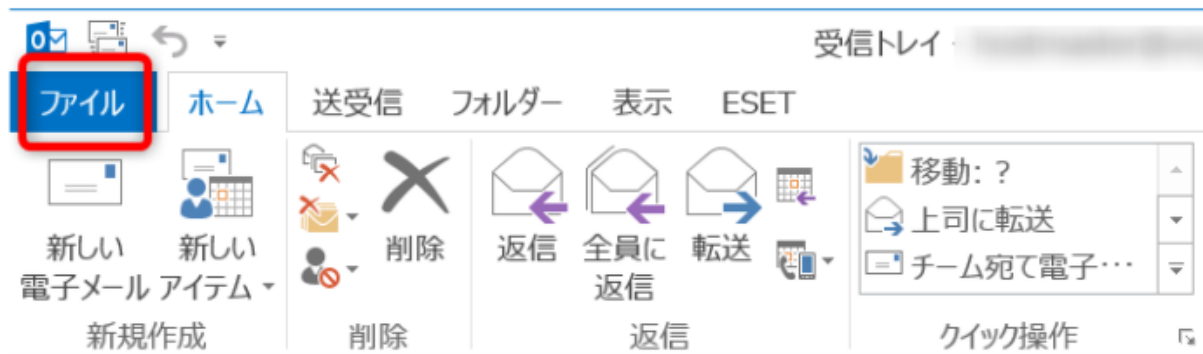 受信トレイ -
ファイル ホーム 送受信 フォルダー 表示 ESET
新しい
電子メール
新しい
アイテム
削除
返信
全員に
返信
転送
移動: ?
上司に転送
チーム宛て電子…
新規作成
削除
返信
クイック操作